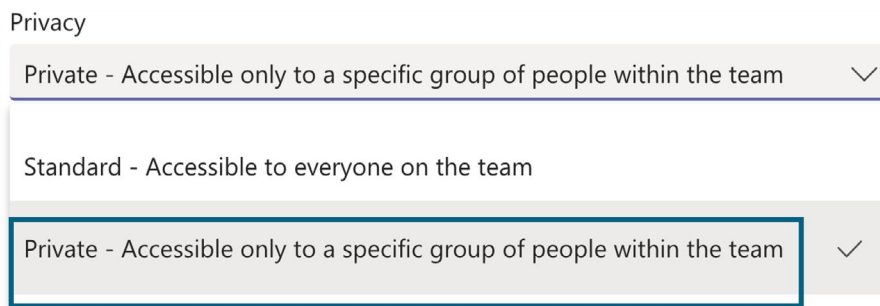 Privacy
Private - Accessible only to a specific group of people within the team
Standard - Accessible to everyone on the team
Private - Accessible only to a specific group of people within the team